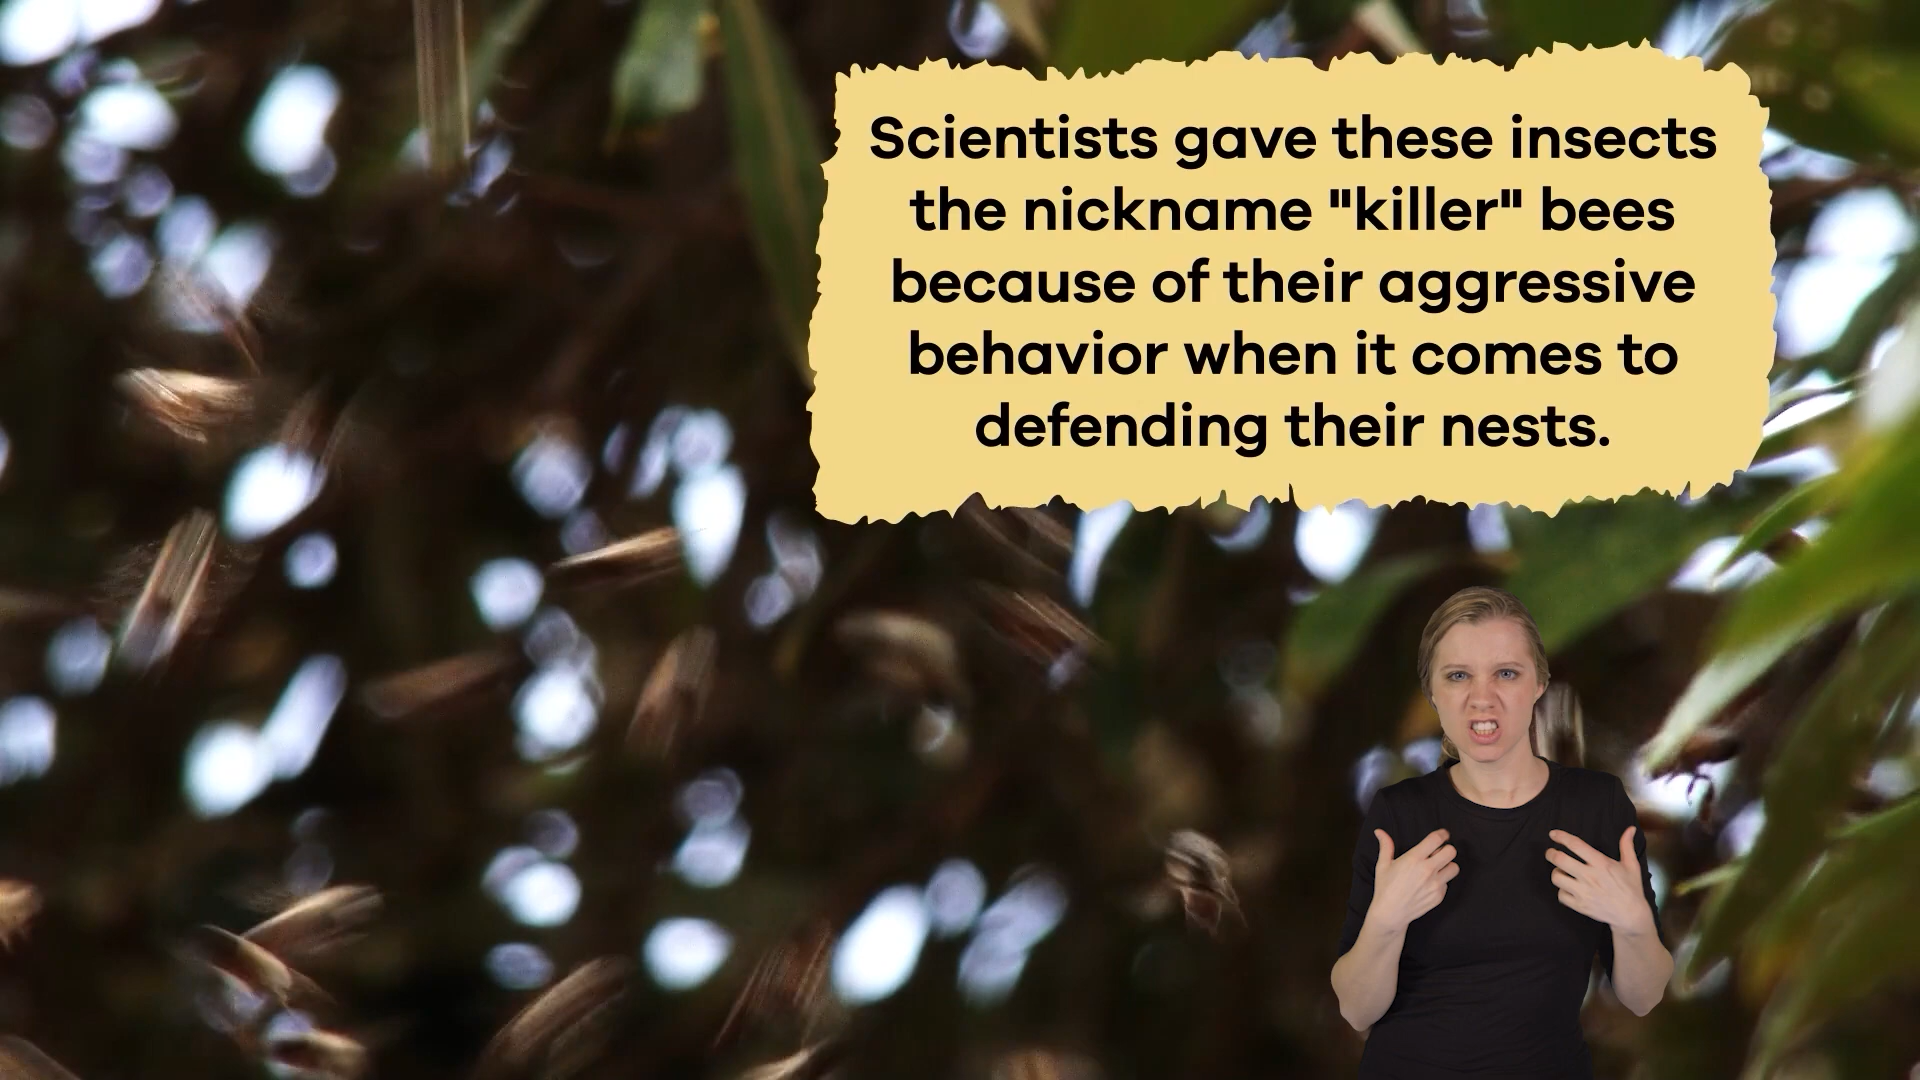 Scientists gave these insects
the nickname "killer" bees
because of their aggressive
behavior when it comes to
defending their nests.